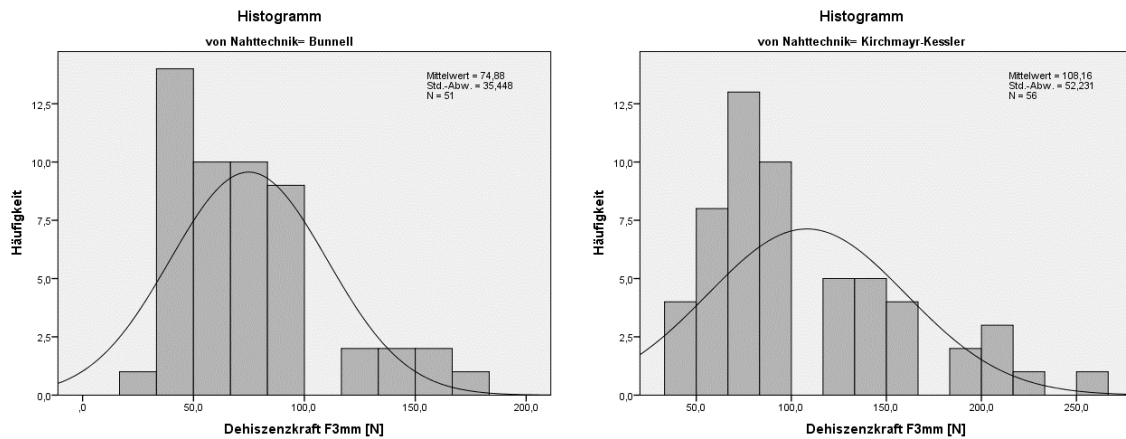 Histogramm
von Nahttechnik= Bunnell
Mittelwert = 74,88
Std.-Abw. = 35,448
N = 51
12,5
10,0
7,5
5,0
2,5
0,0
Häufigkeit
,0
50,0
100,0
150,0
200,0
Dehiszenzkraft F3mm [N]
Histogramm
von Nahttechnik= Kirchmayr-Kessler
Mittelwert = 108,16
Std.-Abw. = 52,231
N = 56
12,5
10,0
7,5
5,0
2,5
0,0
Häufigkeit
50,0
100,0
150,0
200,0
250,0
Dehiszenzkraft F3mm [N]